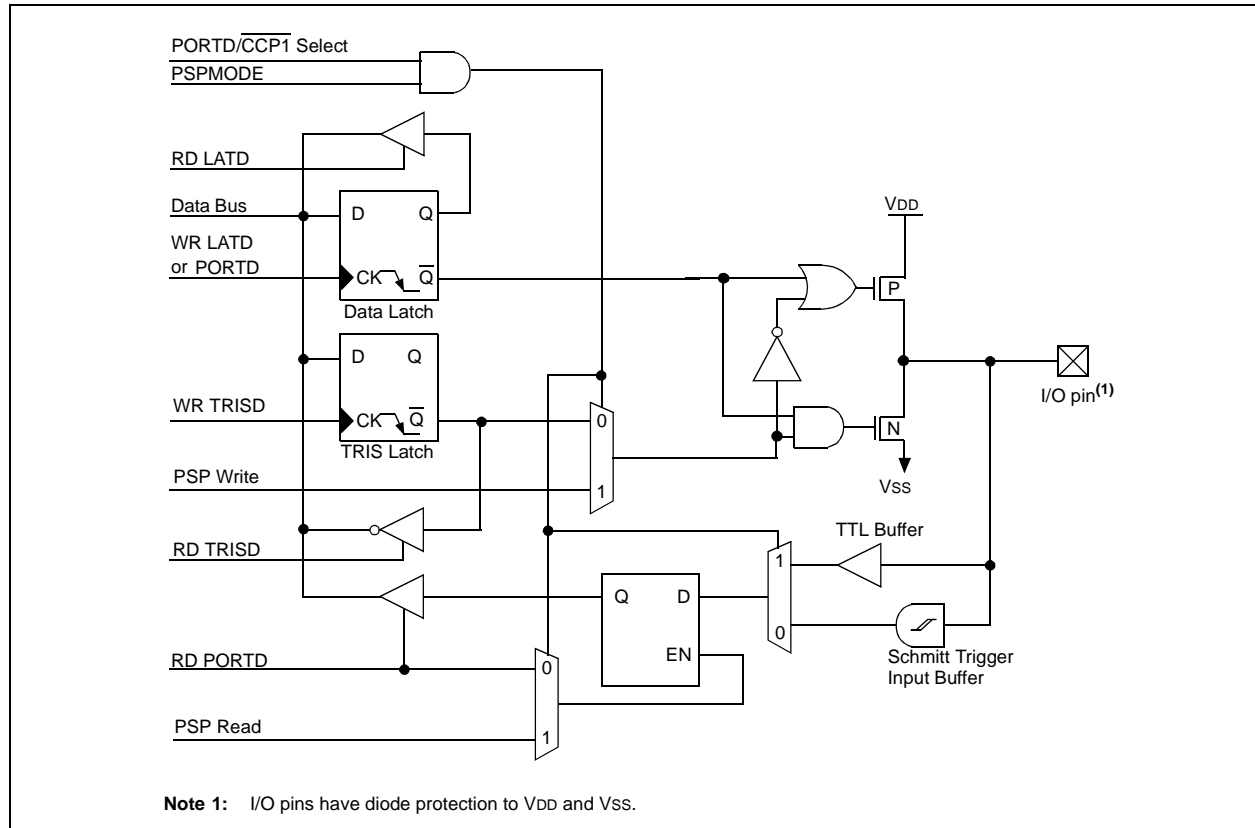 PORTD/CCP1 Select
PSPMODE
RD LATD
Data Bus
D
Q
VDD
WR LATD
or PORTD
CK
Q
P
Data Latch
D
Q
I/O pin(1)
WR TRISD
CK
Q
0
N
TRIS Latch
PSP Write
1
VSS
TTL Buffer
RD TRISD
1
Q
D
0
RD PORTD
0
EN
Schmitt Trigger
Input Buffer
PSP Read
1
Note 1: I/O pins have diode protection to VDD and VSS.